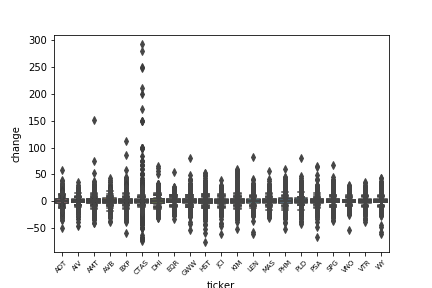 300
250
200
150
100
50
0
−50
change
ADT AIV AMT AVB BXP CTAS DHI EQR GWW HST JCI KIM LEN MAS PHM PLD PSA SPG VNO VTR WY
ticker